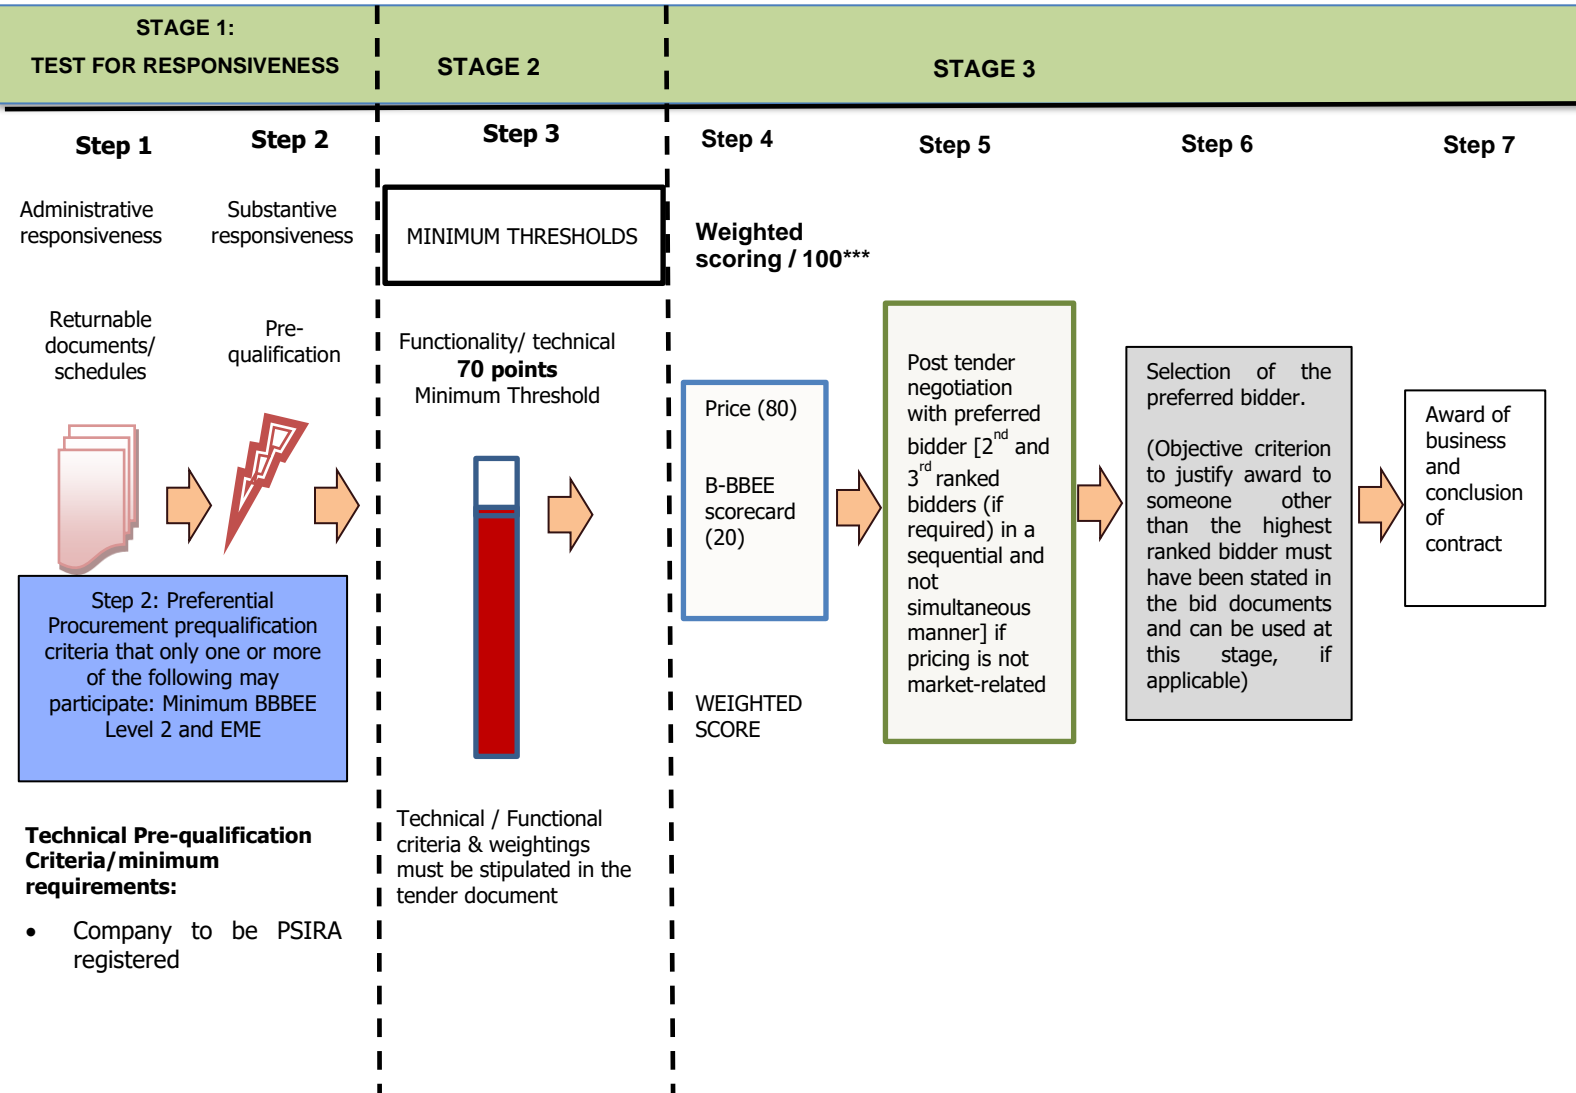 STAGE 1:
TEST FOR RESPONSIVENESS
STAGE 2
STAGE 3
Step 1
Step 2
Step 3
Step 4
Step 5
Step 6
Step 7
Administrative
responsiveness
Substantive
responsiveness
MINIMUM THRESHOLDS
Weighted
scoring / 100***
Returnable
documents/
schedules
Pre-
qualification
Functionality/ technical
70 points
Minimum Threshold
Price (80)
B-BBEE
scorecard
(20)
WEIGHTED
SCORE
Post tender
negotiation
with preferred
bidder [2nd and
3rd ranked
bidders (if
required) in a
sequential and
not
simultaneous
manner] if
pricing is not
market-related
Selection of the
preferred bidder.
(Objective criterion
to justify award to
someone other
than the highest
ranked bidder must
have been stated in
the bid documents
and can be used at
this stage, if
applicable)
Award of
business
and
conclusion
of
contract
Step 2: Preferential
Procurement prequalification
criteria that only one or more
of the following may
participate: Minimum BBBEE
Level 2 and EME
Technical Pre-qualification
Criteria/minimum
requirements:
• Company to be PSIRA
registered
Technical / Functional
criteria & weightings
must be stipulated in the
tender document